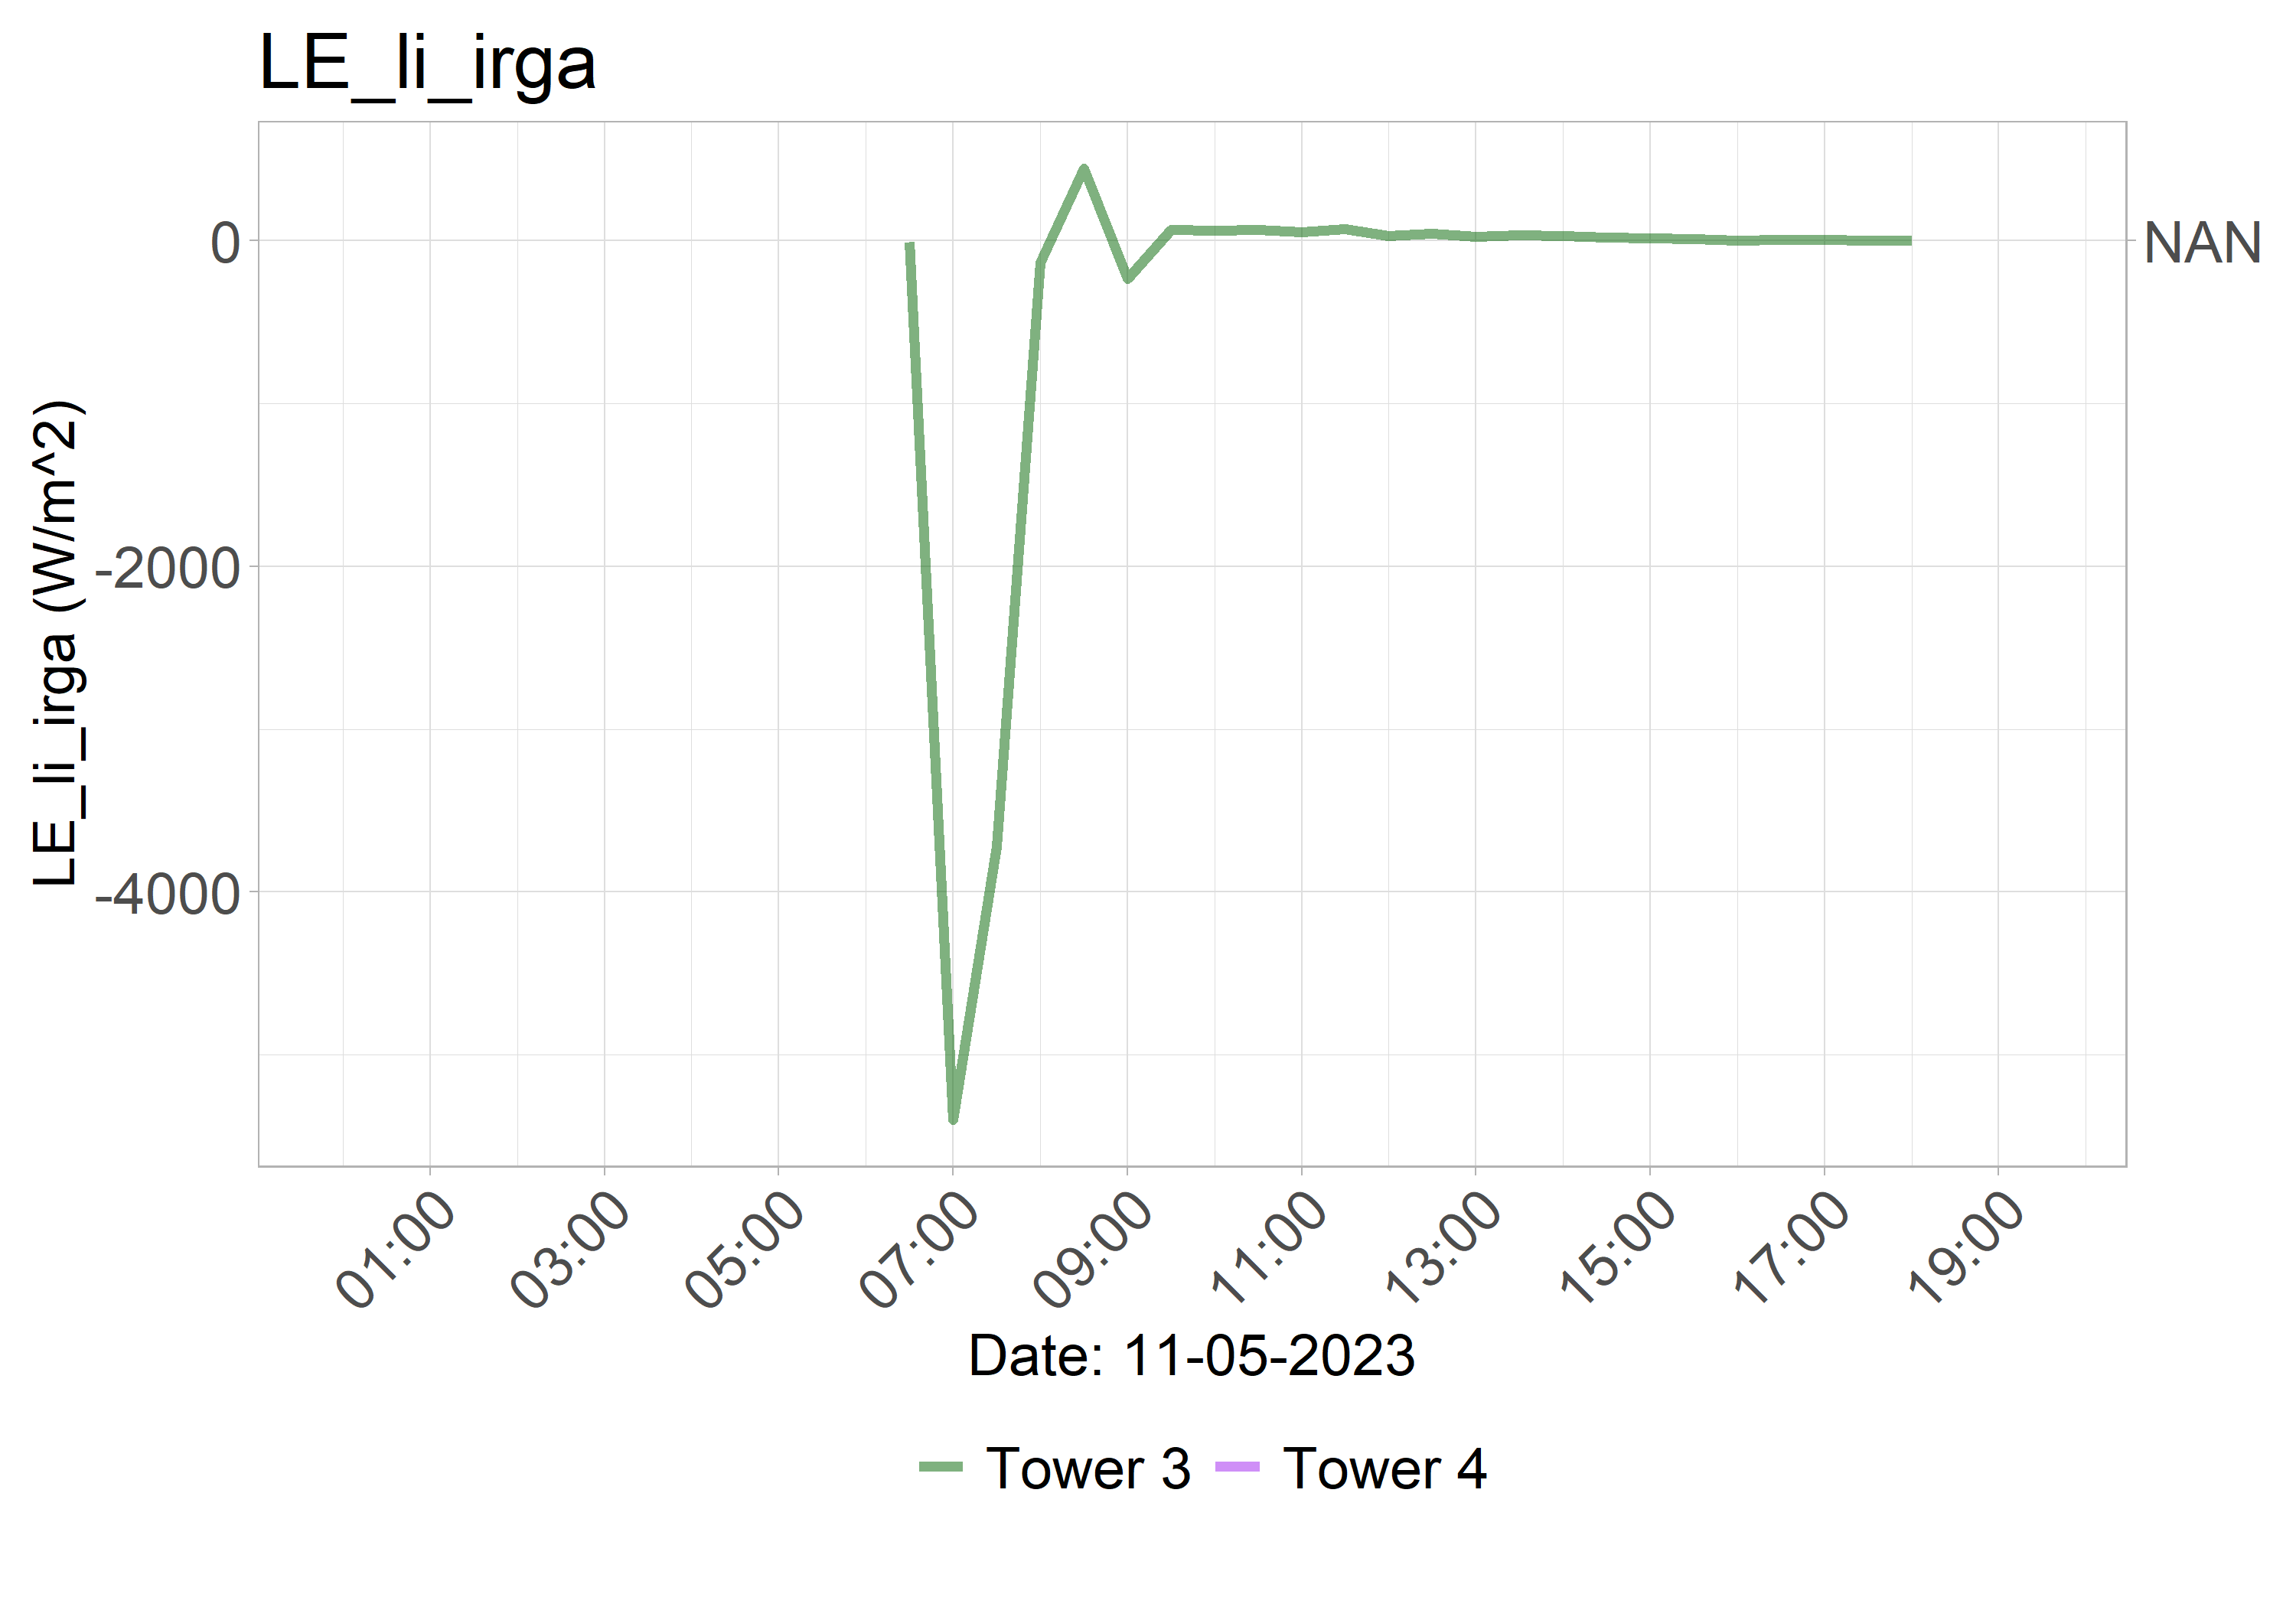 LE_li_irga
LE_li_irga (W/m^2)
0
-2000
-4000
NAN
01:00
03:00
05:00
07:00
09:00
11:00
13:00
15:00
17:00
19:00
Date: 11-05-2023
Tower 3
Tower 4